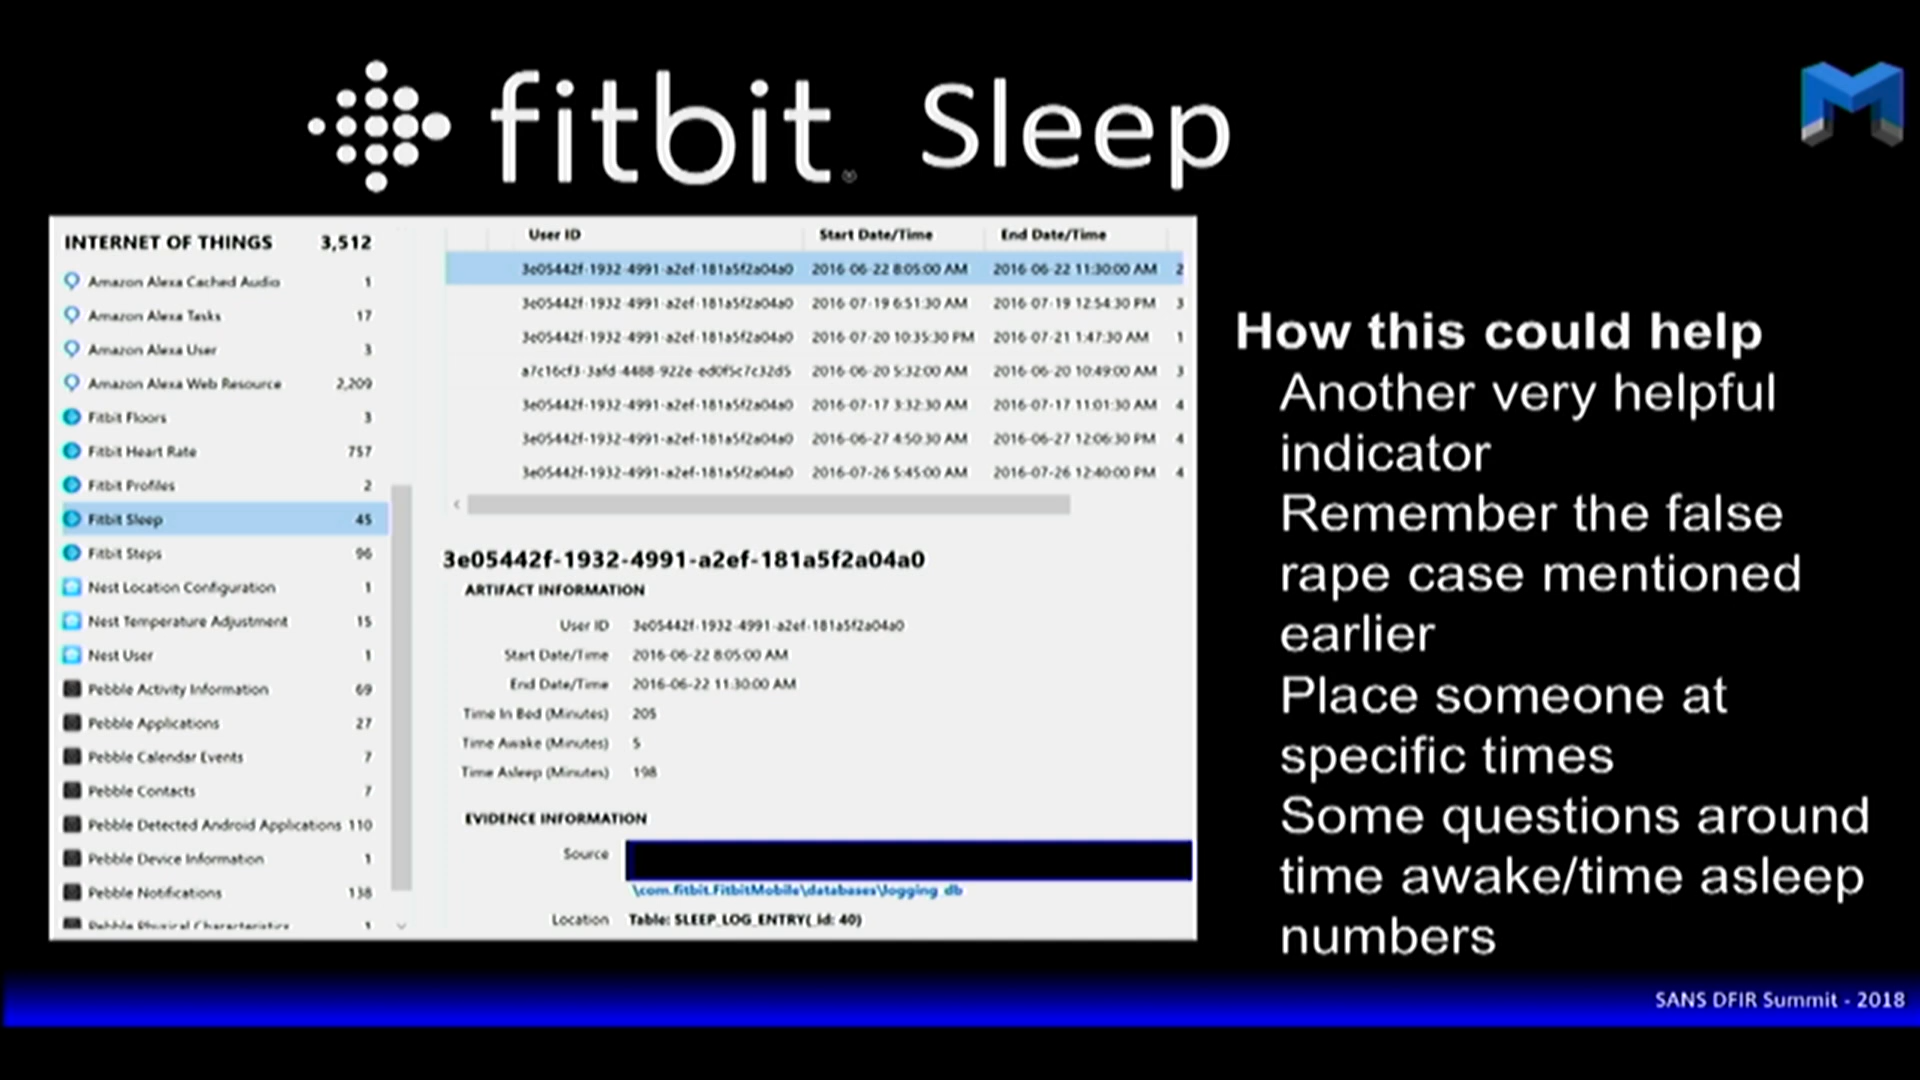 fitbit® Sleep
INTERNET OF THINGS 3,512
Amazon Alexa Cached Audio 1
Amazon Alexa Tasks 17
Amazon Alexa User 3
Amazon Alexa Web Resource 2,209
Fitbit Floors 3
Fitbit Heart Rate 757
Fitbit Profiles 2
Fitbit Sleep 45
Fitbit Steps 96
Nest Location Configuration 1
Nest Temperature Adjustment 15
Nest User 1
Pebble Activity Information 69
Pebble Applications 27
Pebble Calendar Events 7
Pebble Contacts 7
Pebble Detected Android Applications 110
Pebble Device Information 1
Pebble Notifications 138
Pebble Physical Characteristics 1
User ID Start Date/Time End Date/Time
3e05442f-1932-4991-a2ef-181a5f2a04a0 2016-06-22 8:05:00 AM 2016-06-22 11:30:00 AM 2
3e05442f-1932-4991-a2ef-181a5f2a04a0 2016-07-19 6:51:30 AM 2016-07-19 12:54:30 PM 3
3e05442f-1932-4991-a2ef-181a5f2a04a0 2016-07-20 10:35:30 PM 2016-07-21 1:47:30 AM 1
a7c16cf3-3afd-4488-922e-ed0f5c7c32d5 2016-06-20 5:32:00 AM 2016-06-20 10:49:00 AM 3
3e05442f-1932-4991-a2ef-181a5f2a04a0 2016-07-17 3:32:30 AM 2016-07-17 11:01:30 AM 4
3e05442f-1932-4991-a2ef-181a5f2a04a0 2016-06-27 4:50:30 AM 2016-06-27 12:06:30 PM 4
3e05442f-1932-4991-a2ef-181a5f2a04a0 2016-07-26 5:45:00 AM 2016-07-26 12:40:00 PM 4
3e05442f-1932-4991-a2ef-181a5f2a04a0
ARTIFACT INFORMATION
User ID 3e05442f-1932-4991-a2ef-181a5f2a04a0
Start Date/Time 2016-06-22 8:05:00 AM
End Date/Time 2016-06-22 11:30:00 AM
Time In Bed (Minutes) 205
Time Awake (Minutes) 5
Time Asleep (Minutes) 198
EVIDENCE INFORMATION
Source
\com.fitbit.FitbitMobile\databases\logging_db
Location Table: SLEEP_LOG_ENTRY(_id: 40)
How this could help
Another very helpful
indicator
Remember the false
rape case mentioned
earlier
Place someone at
specific times
Some questions around
time awake/time asleep
numbers
SANS DFIR Summit - 2018